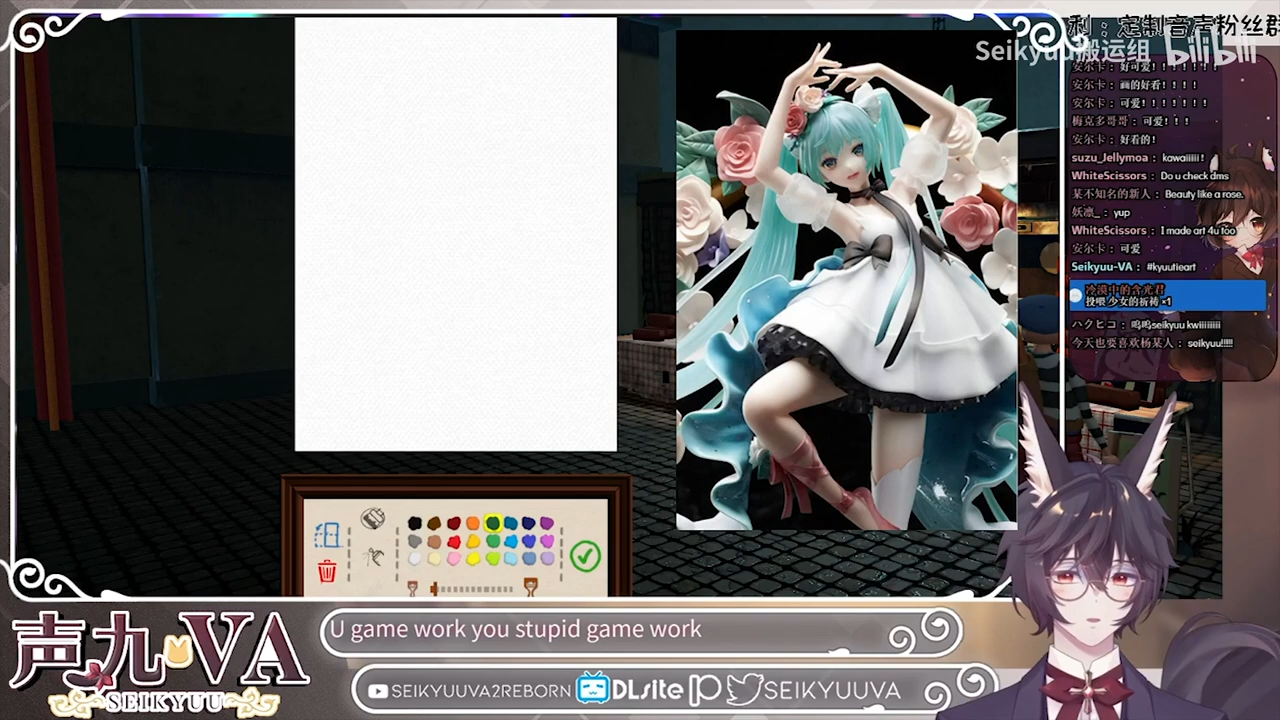 利：定制音声粉丝群
Seikyuu搬运组 bilibili
安尔卡：好可爱！！！！！！！
安尔卡：画的好看！！！！
安尔卡：可爱！！！！！！！
梅克多哥哥：可爱！！！
安尔卡：好看的！
suzu_Jellymoa：kawaiiiiii！
WhiteScissors：Do u check dms
某不知名的新人：Beauty like a rose.
妖凛_：yup
WhiteScissors：I made art 4u too
安尔卡：可爱
Seikyuu-VA：#kyuutieart
冷漠中的含光君
投喂 少女的祈祷 ×1
ハクヒコ：呜呜seikyuu kwiiiiiiiii
今天也要喜欢杨某人：seikyuu!!!!!
U game work you stupid game work
声九VA
SEIKYUU
SEIKYUUVA2REBORN DLsite SEIKYUUVA